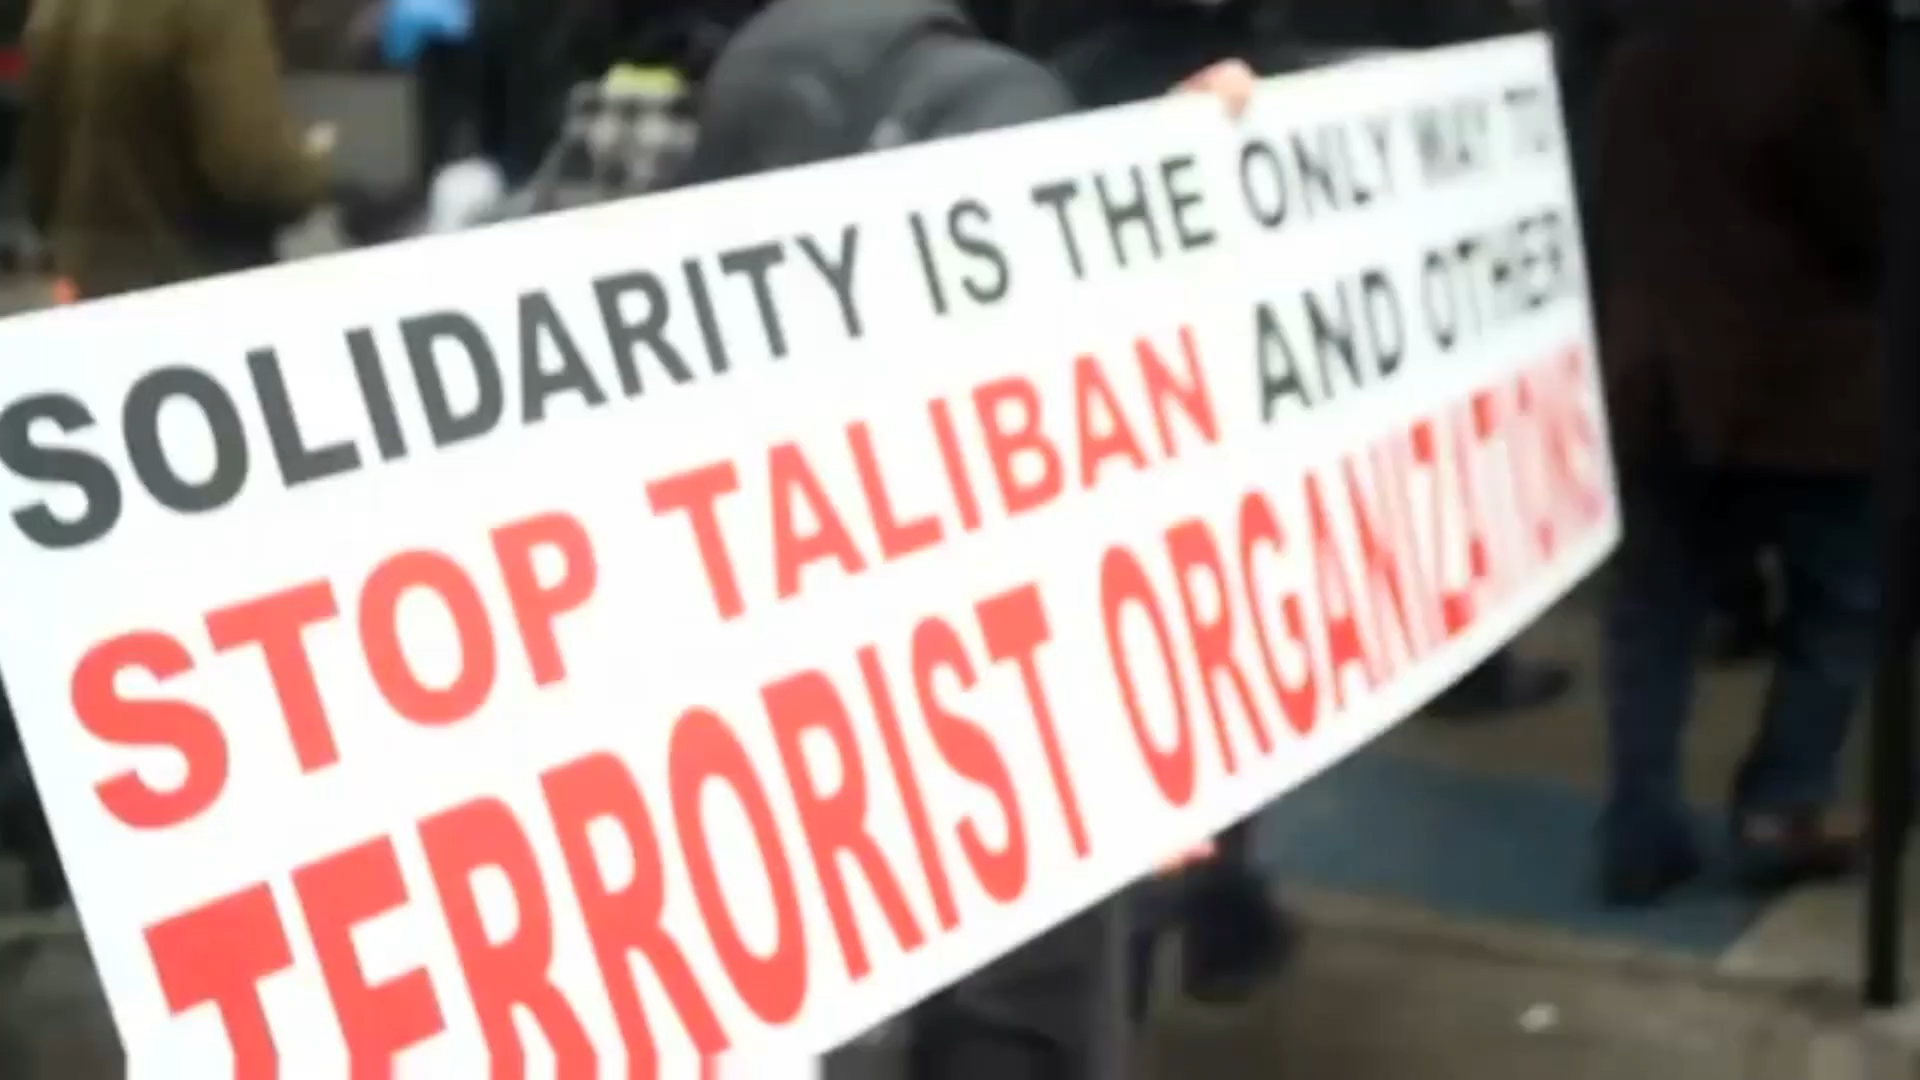 SOLIDARITY IS THE ONLY WAY TO
STOP TALIBAN AND OTHER
TERRORIST ORGANIZATIONS